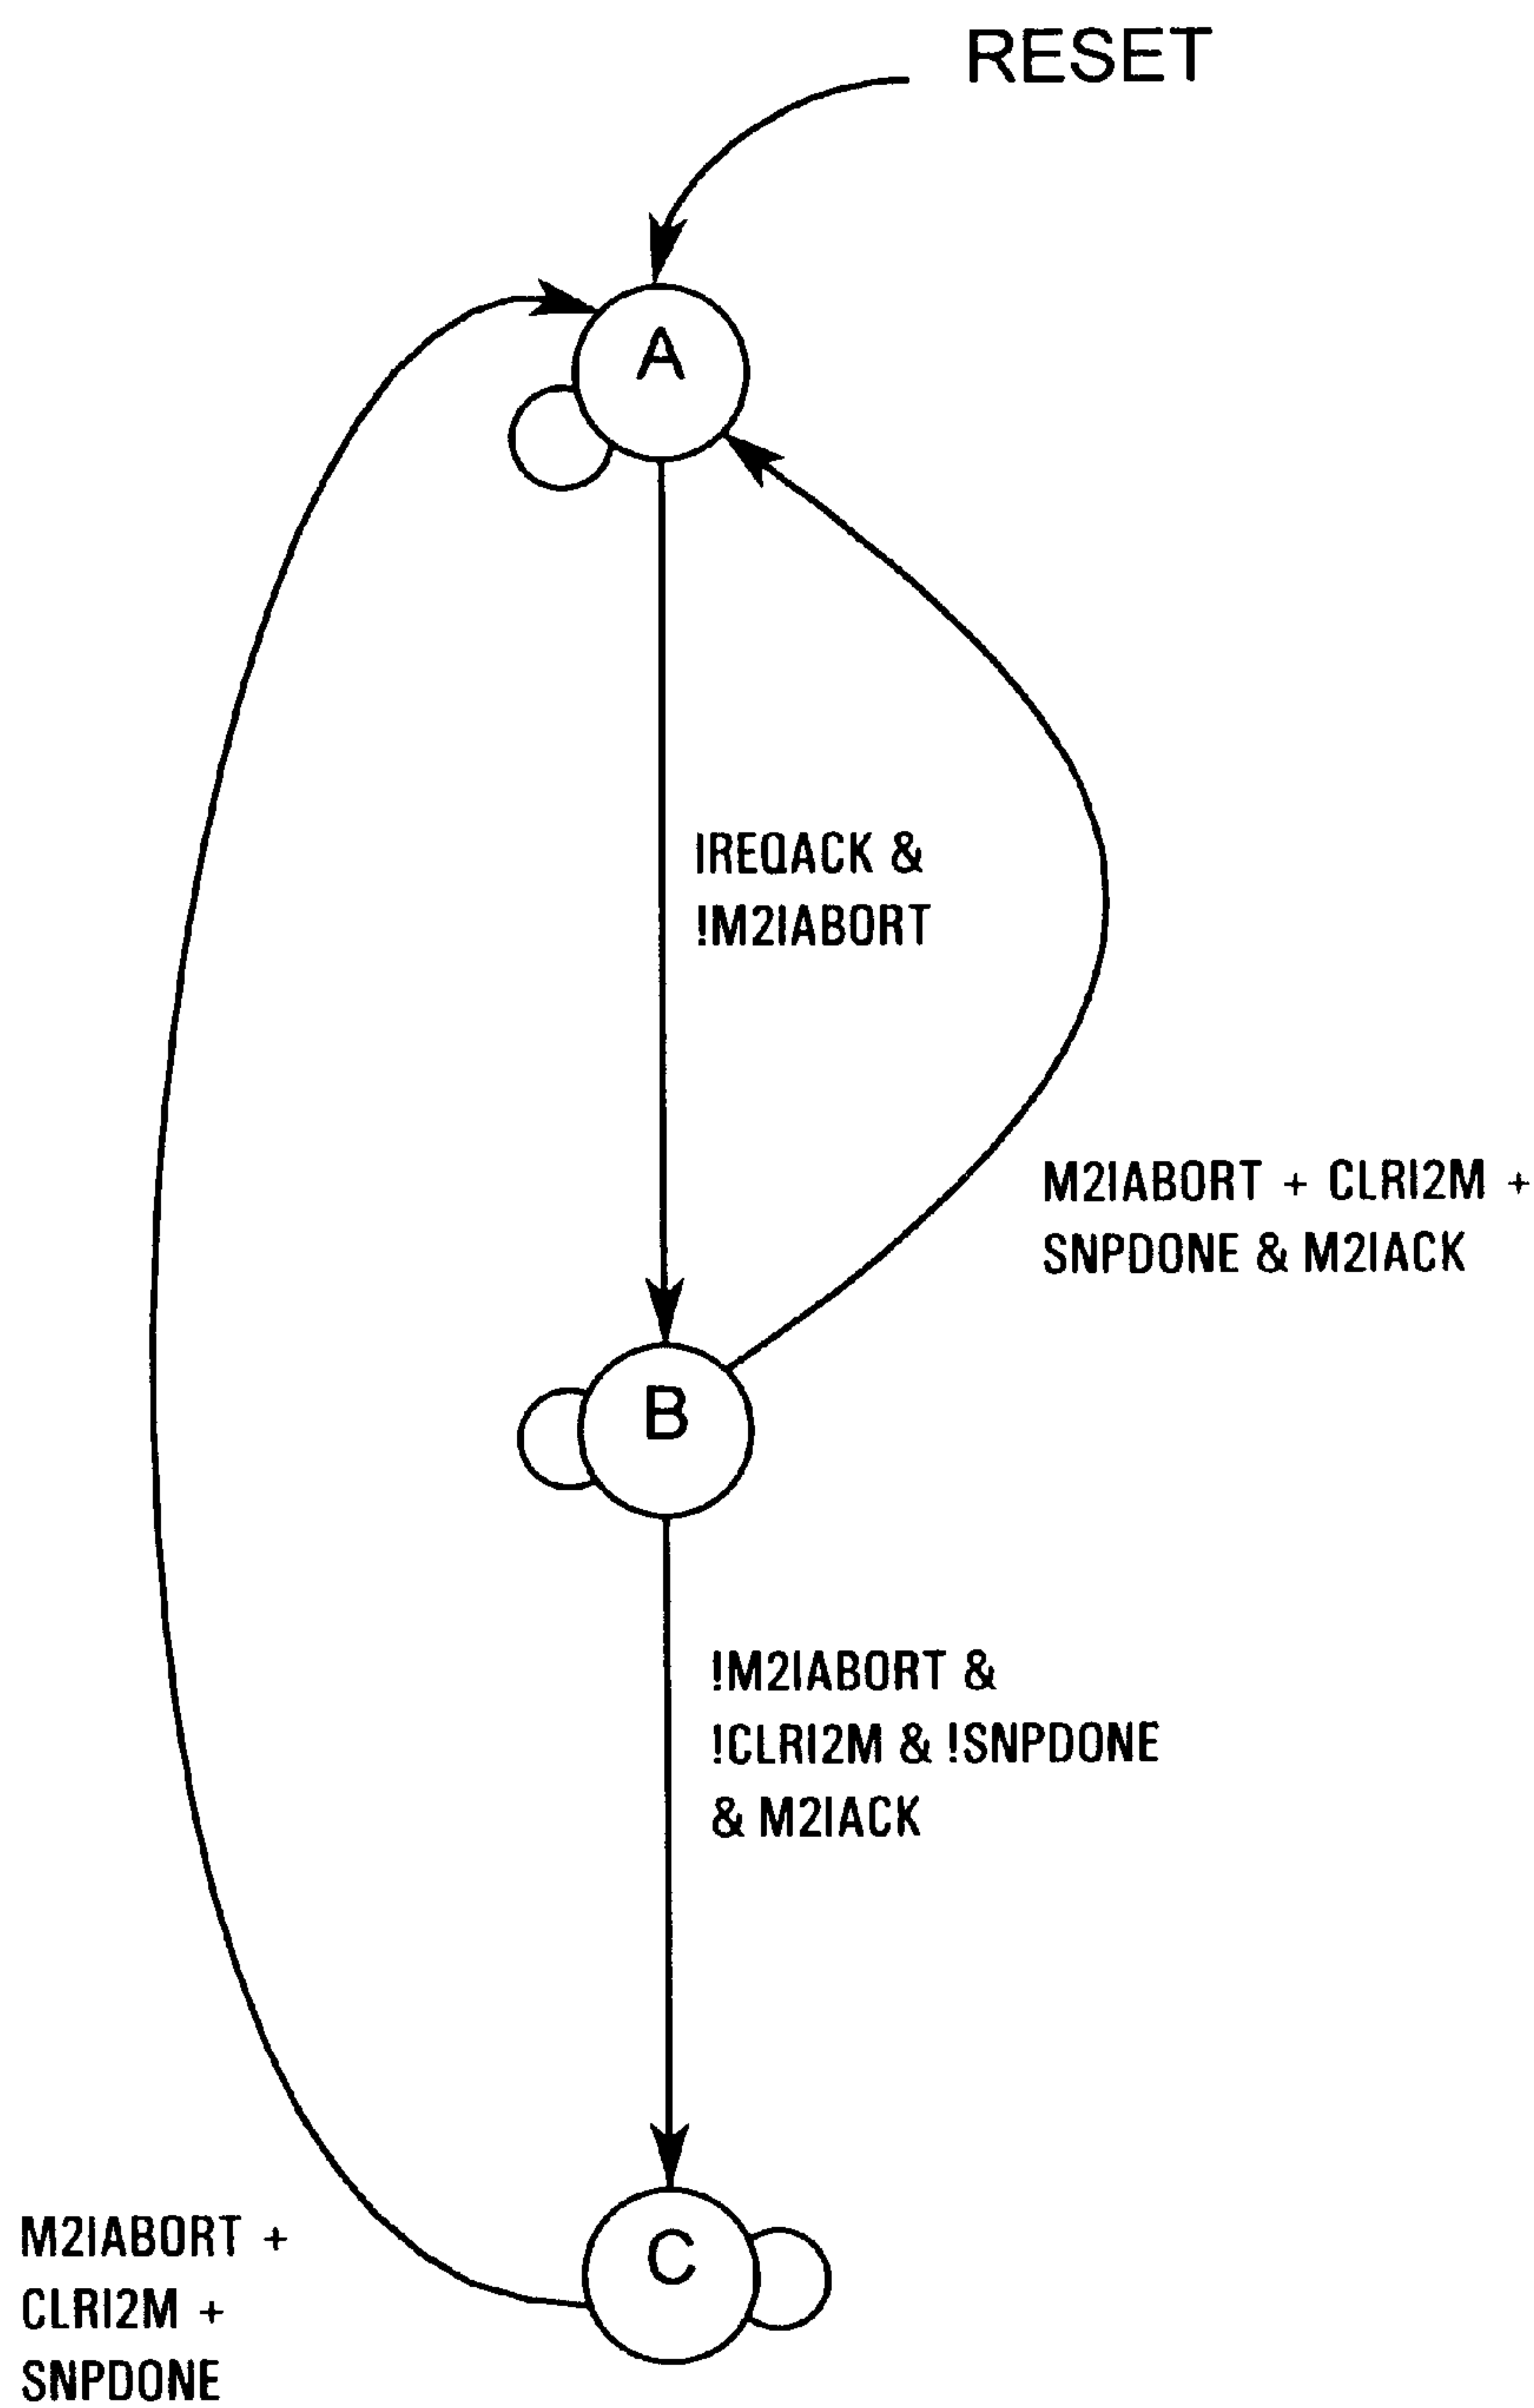 RESET
A
IREQACK &
!M2IABORT
M2IABORT + CLRI2M +
SNPDONE & M2IACK
B
!M2IABORT &
!CLRI2M & !SNPDONE
& M2IACK
C
M2IABORT +
CLRI2M +
SNPDONE